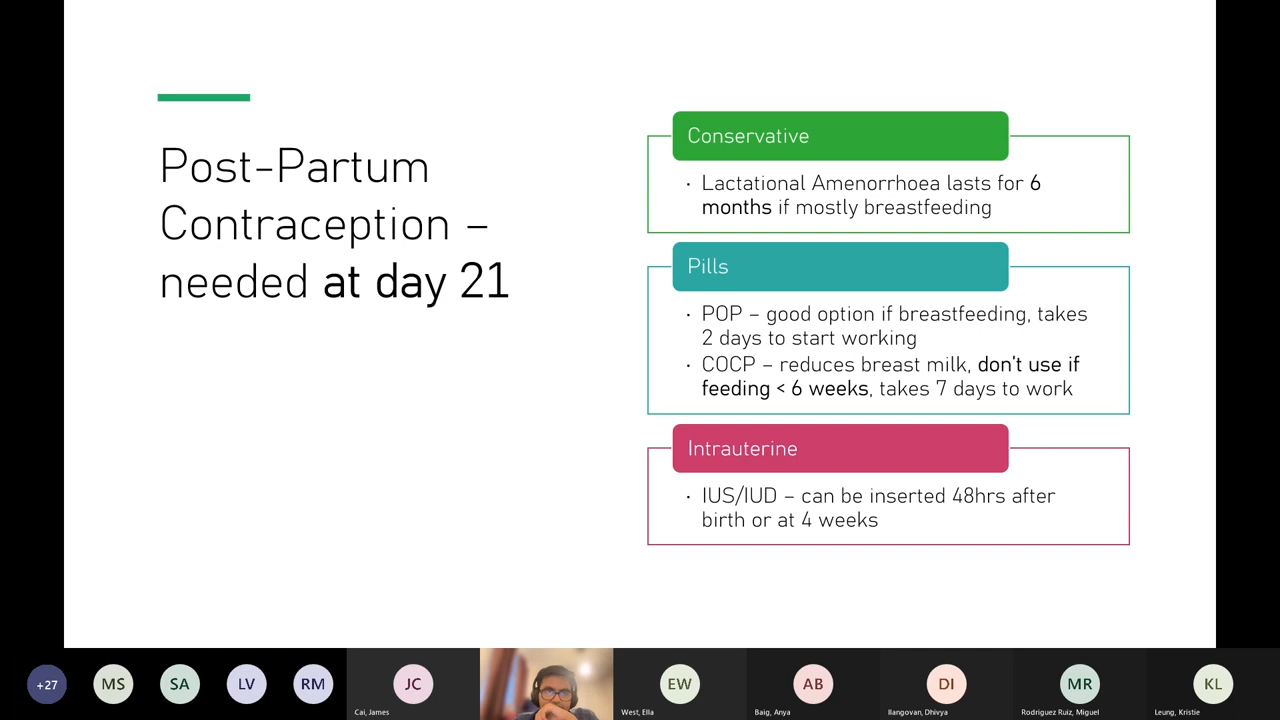 Post-Partum
Contraception –
needed at day 21
Conservative
· Lactational Amenorrhoea lasts for 6
months if mostly breastfeeding
Pills
· POP – good option if breastfeeding, takes
2 days to start working
· COCP – reduces breast milk, don't use if
feeding < 6 weeks, takes 7 days to work
Intrauterine
· IUS/IUD – can be inserted 48hrs after
birth or at 4 weeks
+27
MS
SA
LV
RM
JC
EW
AB
DI
MR
KL
Cai, James
West, Ella
Baig, Anya
Ilangovan, Dhivya
Rodriguez Ruiz, Miguel
Leung, Kristie